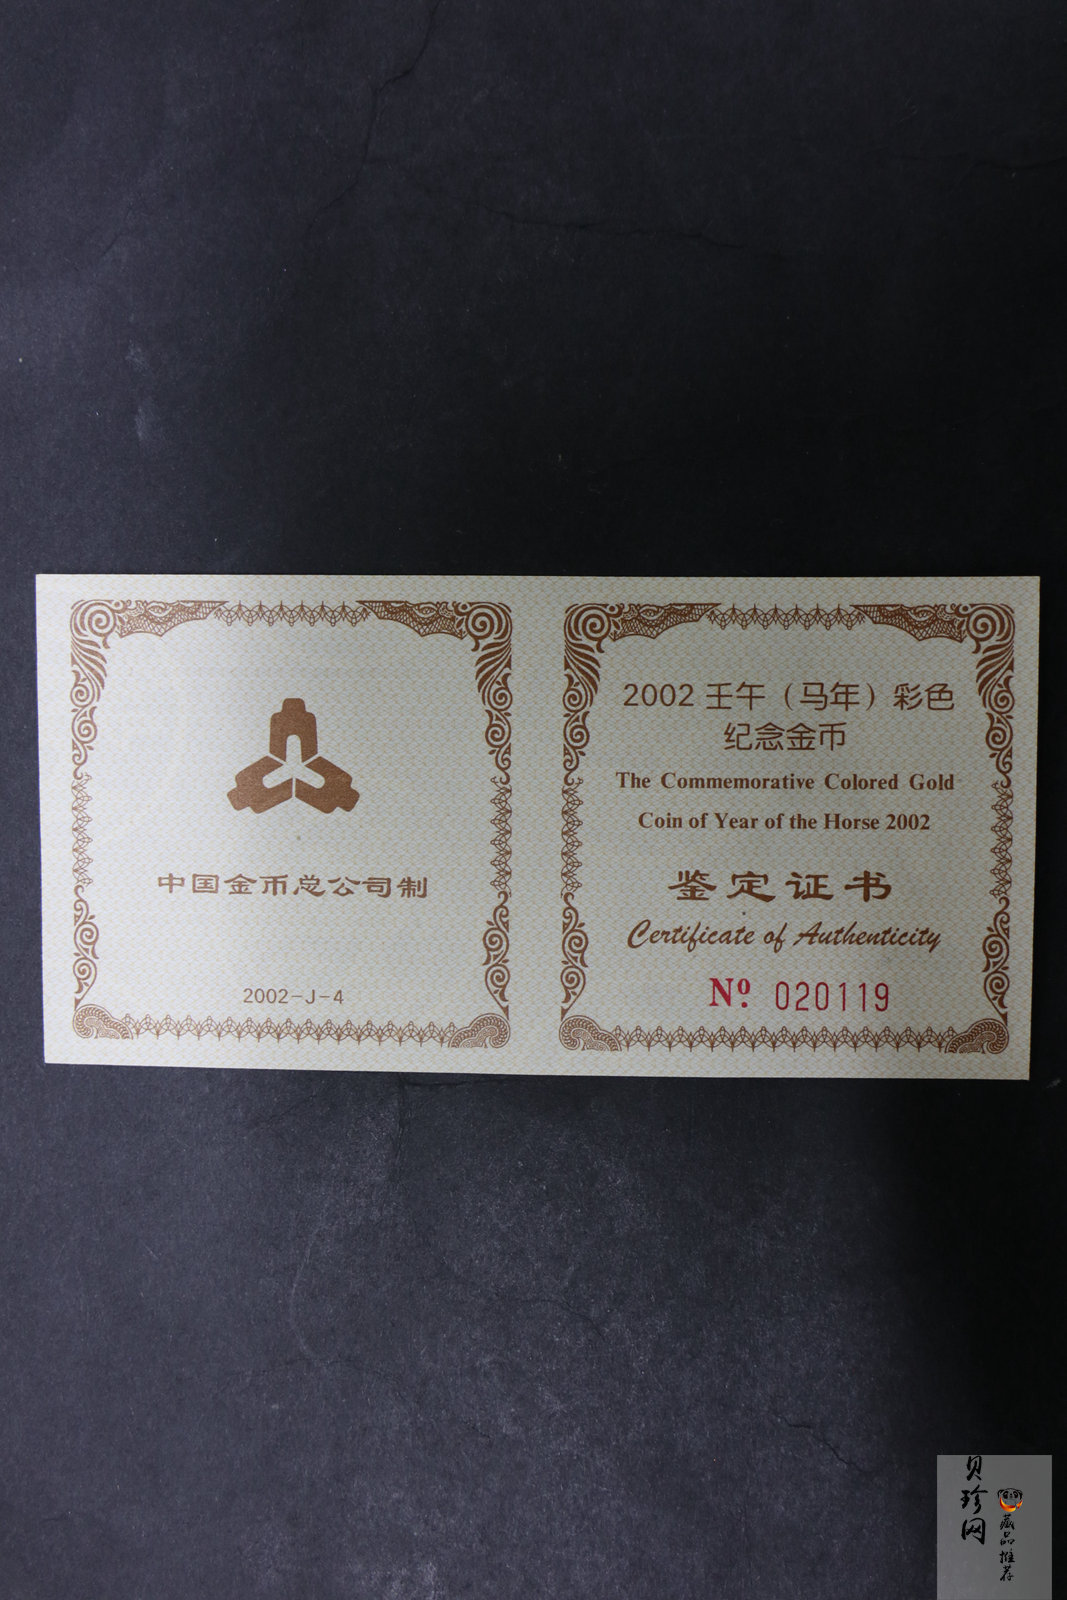 中国金币总公司制
2002-J-4
2002 壬午（马年）彩色
纪念金币
The Commemorative Colored Gold
Coin of Year of the Horse 2002
鉴定证书
Certificate of Authenticity
Nº 020119
贝珍网
藏品推荐